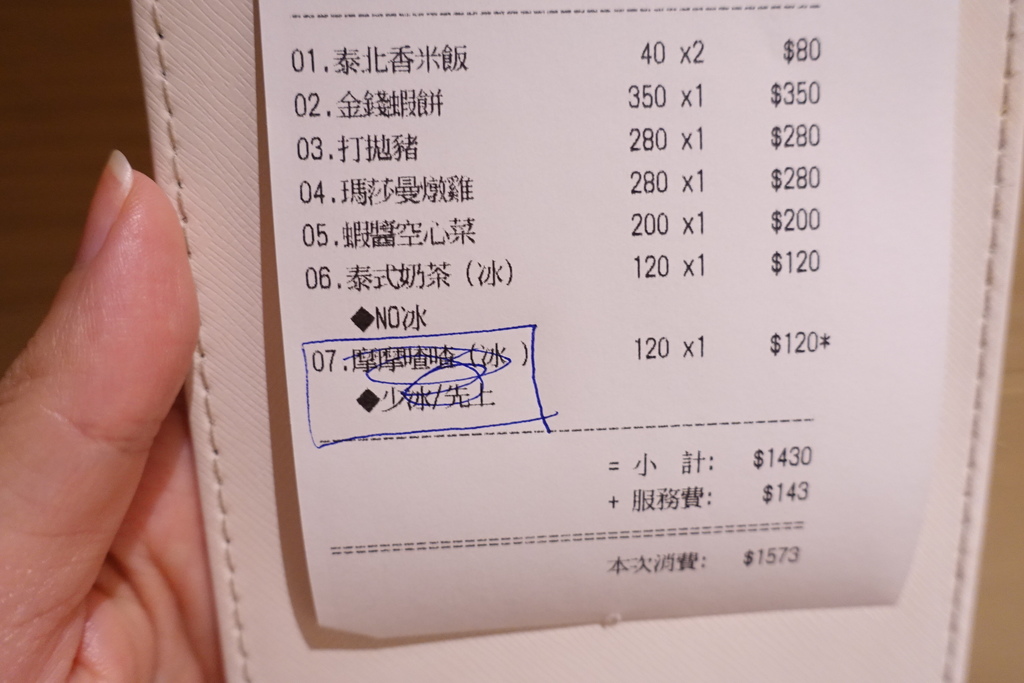 01.泰北香米飯 40 x2 $80
02.金錢蝦餅 350 x1 $350
03.打拋豬 280 x1 $280
04.瑪莎曼燉雞 280 x1 $280
05.蝦醬空心菜 200 x1 $200
06.泰式奶茶（冰） 120 x1 $120
◆NO冰
07.摩摩喳喳（冰 ） 120 x1 $120*
◆少冰/先上
= 小 計: $1430
+ 服務費: $143
本次消費: $1573